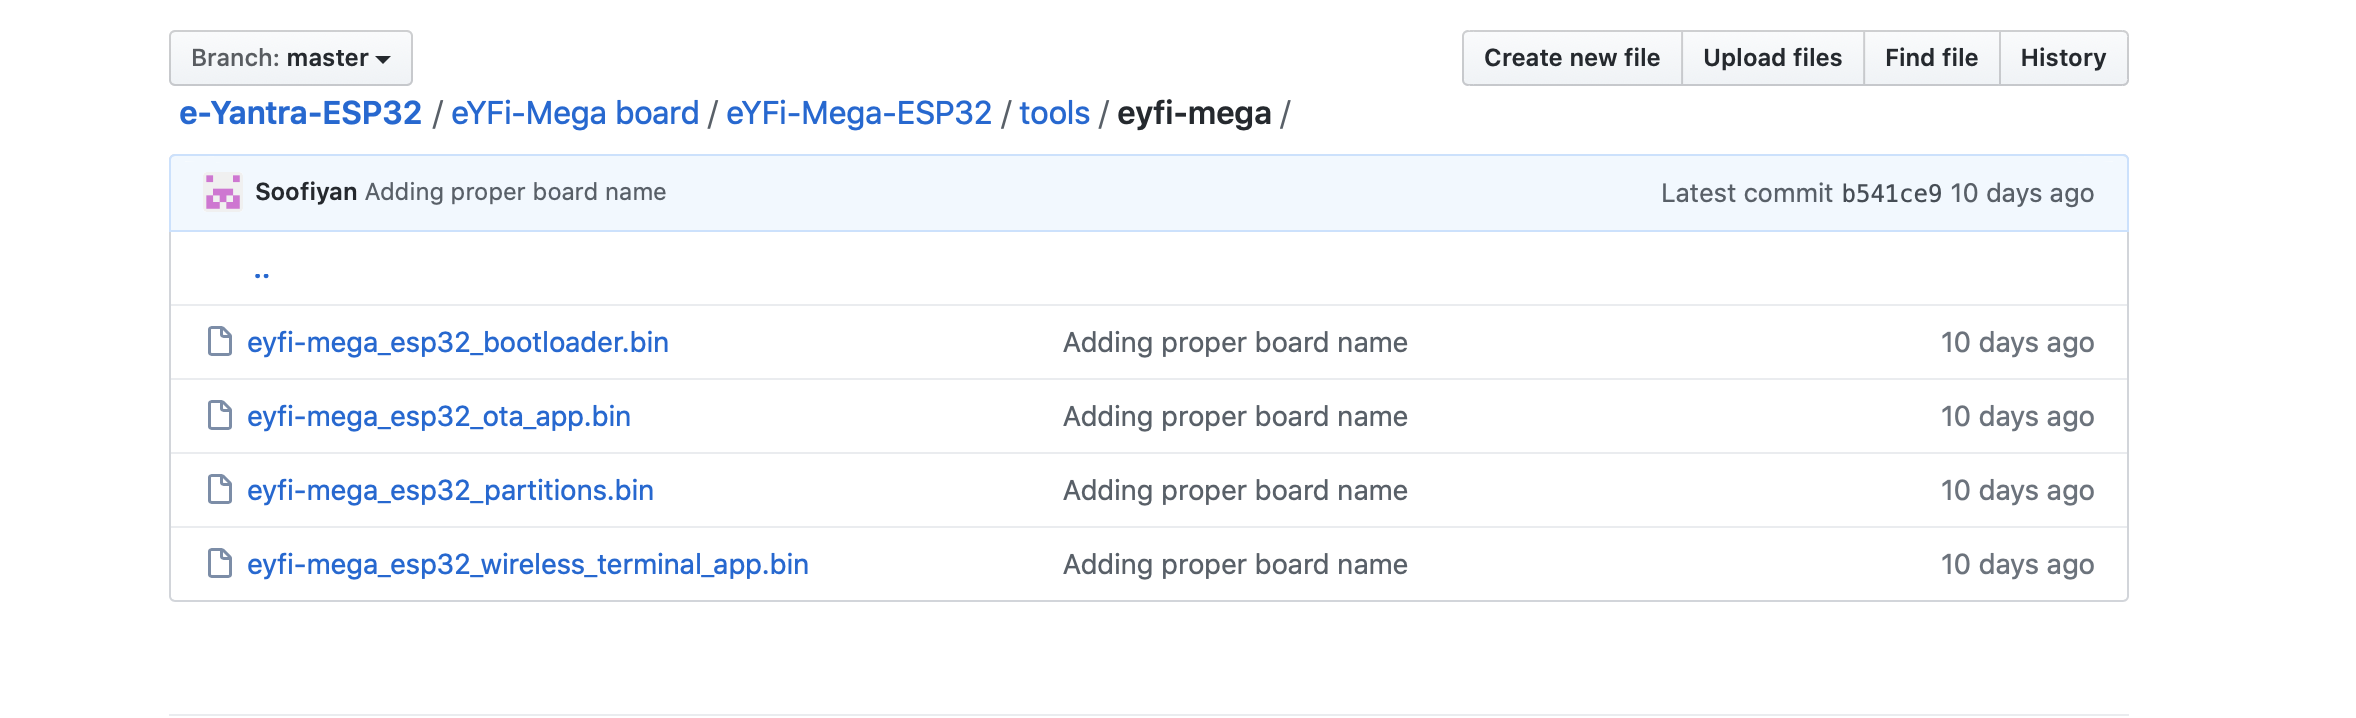 Branch: master
Create new file Upload files Find file History
e-Yantra-ESP32 / eYFi-Mega board / eYFi-Mega-ESP32 / tools / eyfi-mega /
Soofiyan Adding proper board name Latest commit b541ce9 10 days ago
..
eyfi-mega_esp32_bootloader.bin Adding proper board name 10 days ago
eyfi-mega_esp32_ota_app.bin Adding proper board name 10 days ago
eyfi-mega_esp32_partitions.bin Adding proper board name 10 days ago
eyfi-mega_esp32_wireless_terminal_app.bin Adding proper board name 10 days ago